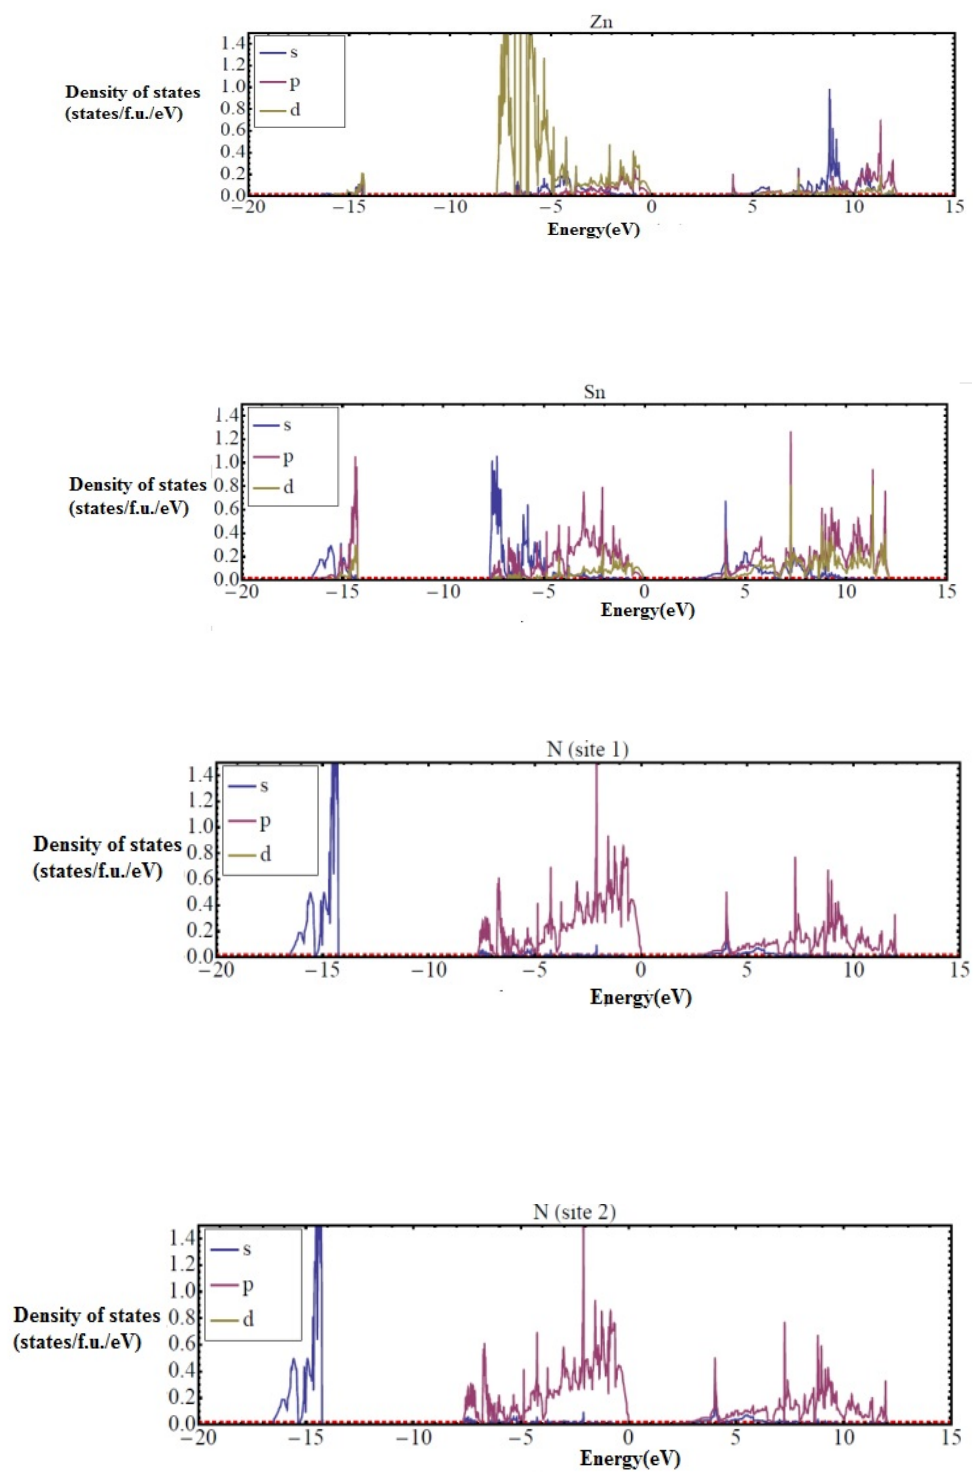 Zn
Density of states
(states/f.u./eV)
1.4
1.2
1.0
0.8
0.6
0.4
0.2
0.0
s
p
d
−20 −15 −10 −5 0 5 10 15
Energy(eV)
Sn
Density of states
(states/f.u./eV)
1.4
1.2
1.0
0.8
0.6
0.4
0.2
0.0
s
p
d
−20 −15 −10 −5 0 5 10 15
Energy(eV)
N (site 1)
Density of states
(states/f.u./eV)
1.4
1.2
1.0
0.8
0.6
0.4
0.2
0.0
s
p
d
−20 −15 −10 −5 0 5 10 15
Energy(eV)
N (site 2)
Density of states
(states/f.u./eV)
1.4
1.2
1.0
0.8
0.6
0.4
0.2
0.0
s
p
d
−20 −15 −10 −5 0 5 10 15
Energy(eV)